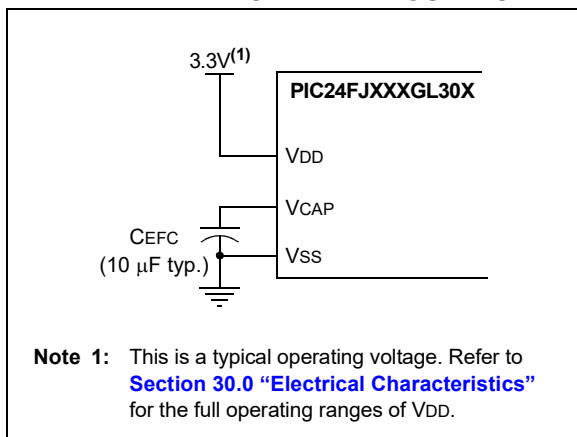 3.3V(1)
PIC24FJXXXGL30X
VDD
VCAP
CEFC
(10 μF typ.)
VSS
Note 1: This is a typical operating voltage. Refer to
Section 30.0 “Electrical Characteristics”
for the full operating ranges of VDD.